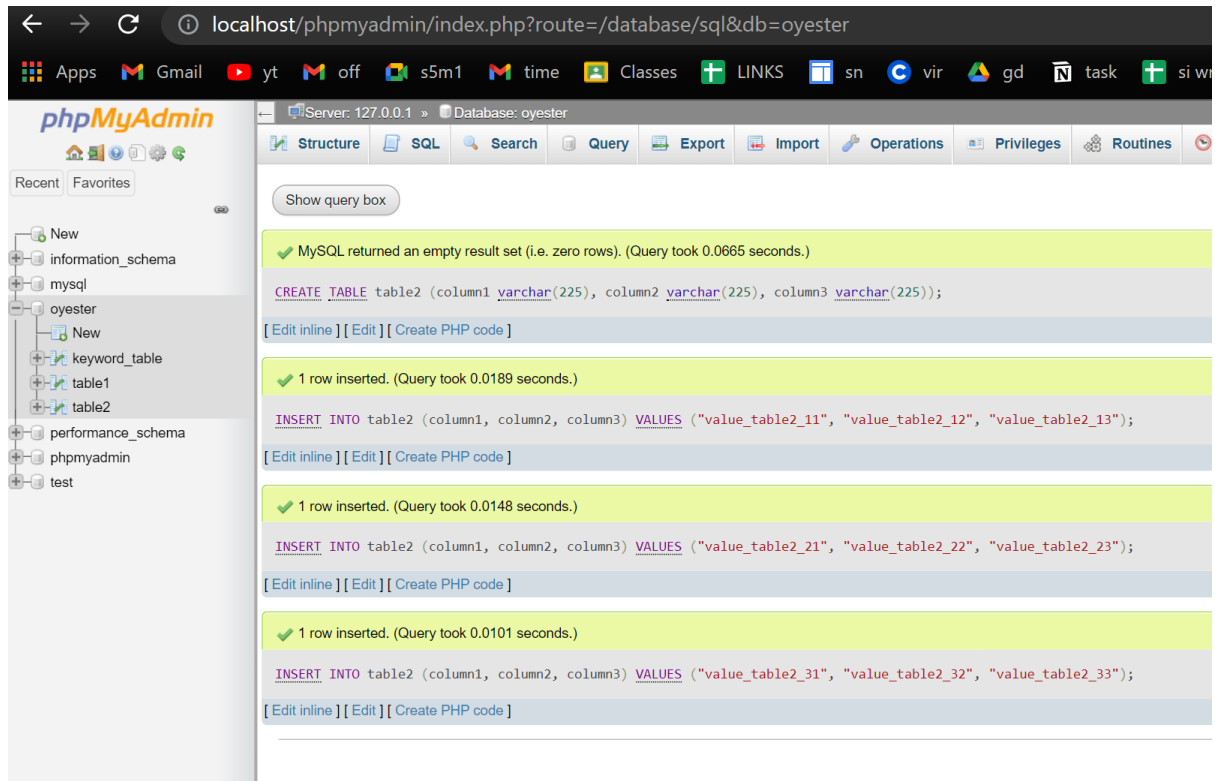 localhost/phpmyadmin/index.php?route=/database/sql&db=oyester
Apps Gmail yt off s5m1 time Classes LINKS sn vir gd task si wr
phpMyAdmin
Recent Favorites
New
information_schema
mysql
oyester
New
keyword_table
table1
table2
performance_schema
phpmyadmin
test
Server: 127.0.0.1 » Database: oyester
Structure SQL Search Query Export Import Operations Privileges Routines
Show query box
MySQL returned an empty result set (i.e. zero rows). (Query took 0.0665 seconds.)
CREATE TABLE table2 (column1 varchar(225), column2 varchar(225), column3 varchar(225));
[ Edit inline ] [ Edit ] [ Create PHP code ]
1 row inserted. (Query took 0.0189 seconds.)
INSERT INTO table2 (column1, column2, column3) VALUES ("value_table2_11", "value_table2_12", "value_table2_13");
[ Edit inline ] [ Edit ] [ Create PHP code ]
1 row inserted. (Query took 0.0148 seconds.)
INSERT INTO table2 (column1, column2, column3) VALUES ("value_table2_21", "value_table2_22", "value_table2_23");
[ Edit inline ] [ Edit ] [ Create PHP code ]
1 row inserted. (Query took 0.0101 seconds.)
INSERT INTO table2 (column1, column2, column3) VALUES ("value_table2_31", "value_table2_32", "value_table2_33");
[ Edit inline ] [ Edit ] [ Create PHP code ]